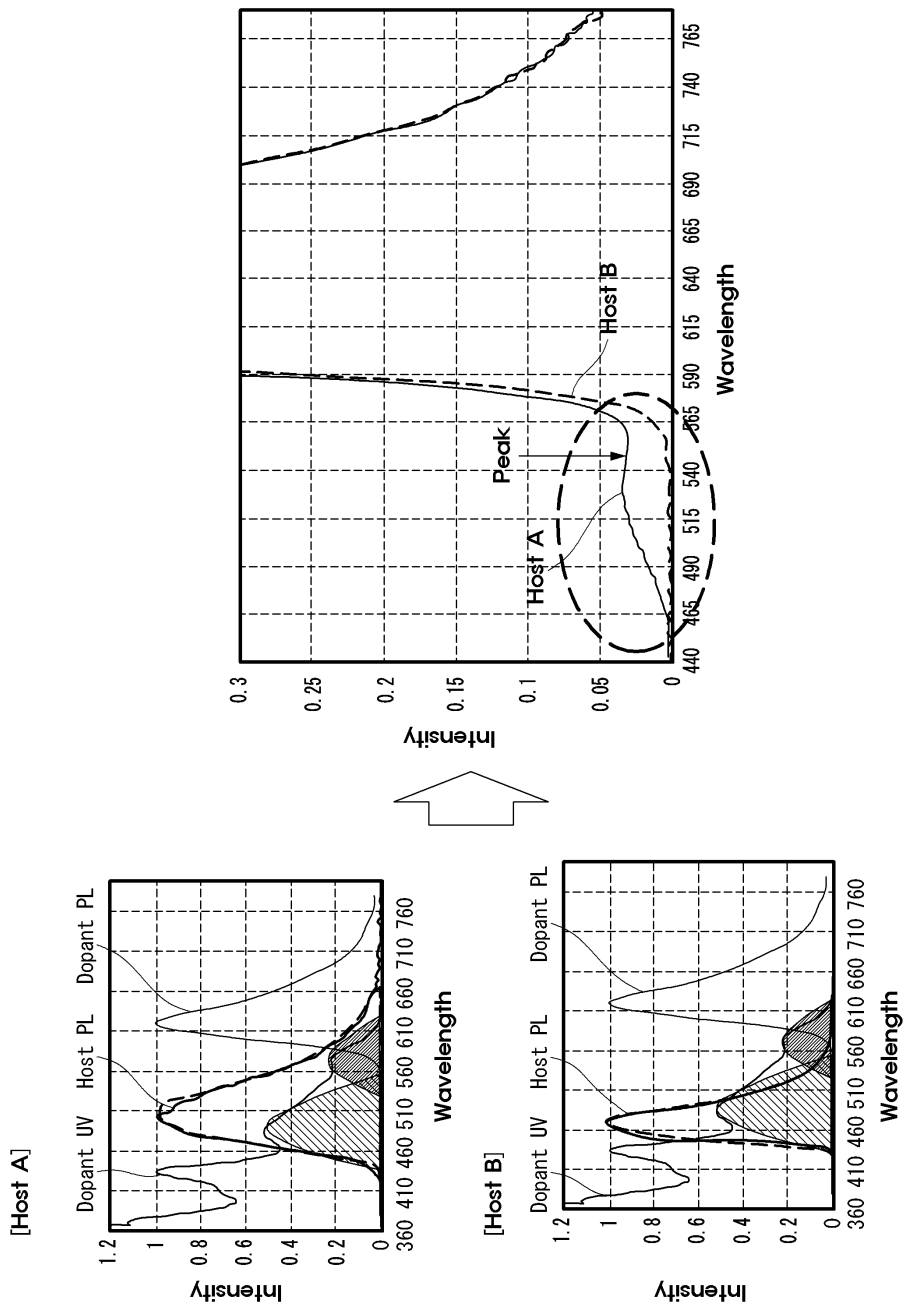 [Host A]
Dopant UV
Host PL
Dopant PL
Intensity
1.2
1
0.8
0.6
0.4
0.2
0
360 410 460 510 560 610 660 710 760
Wavelength
[Host B]
Dopant UV
Host PL
Dopant PL
Intensity
1.2
1
0.8
0.6
0.4
0.2
0
360 410 460 510 560 610 660 710 760
Wavelength
Intensity
0.3
0.25
0.2
0.15
0.1
0.05
0
Host A
Peak
Host B
440 465 490 515 540 565 590 615 640 665 690 715 740 765
Wavelength